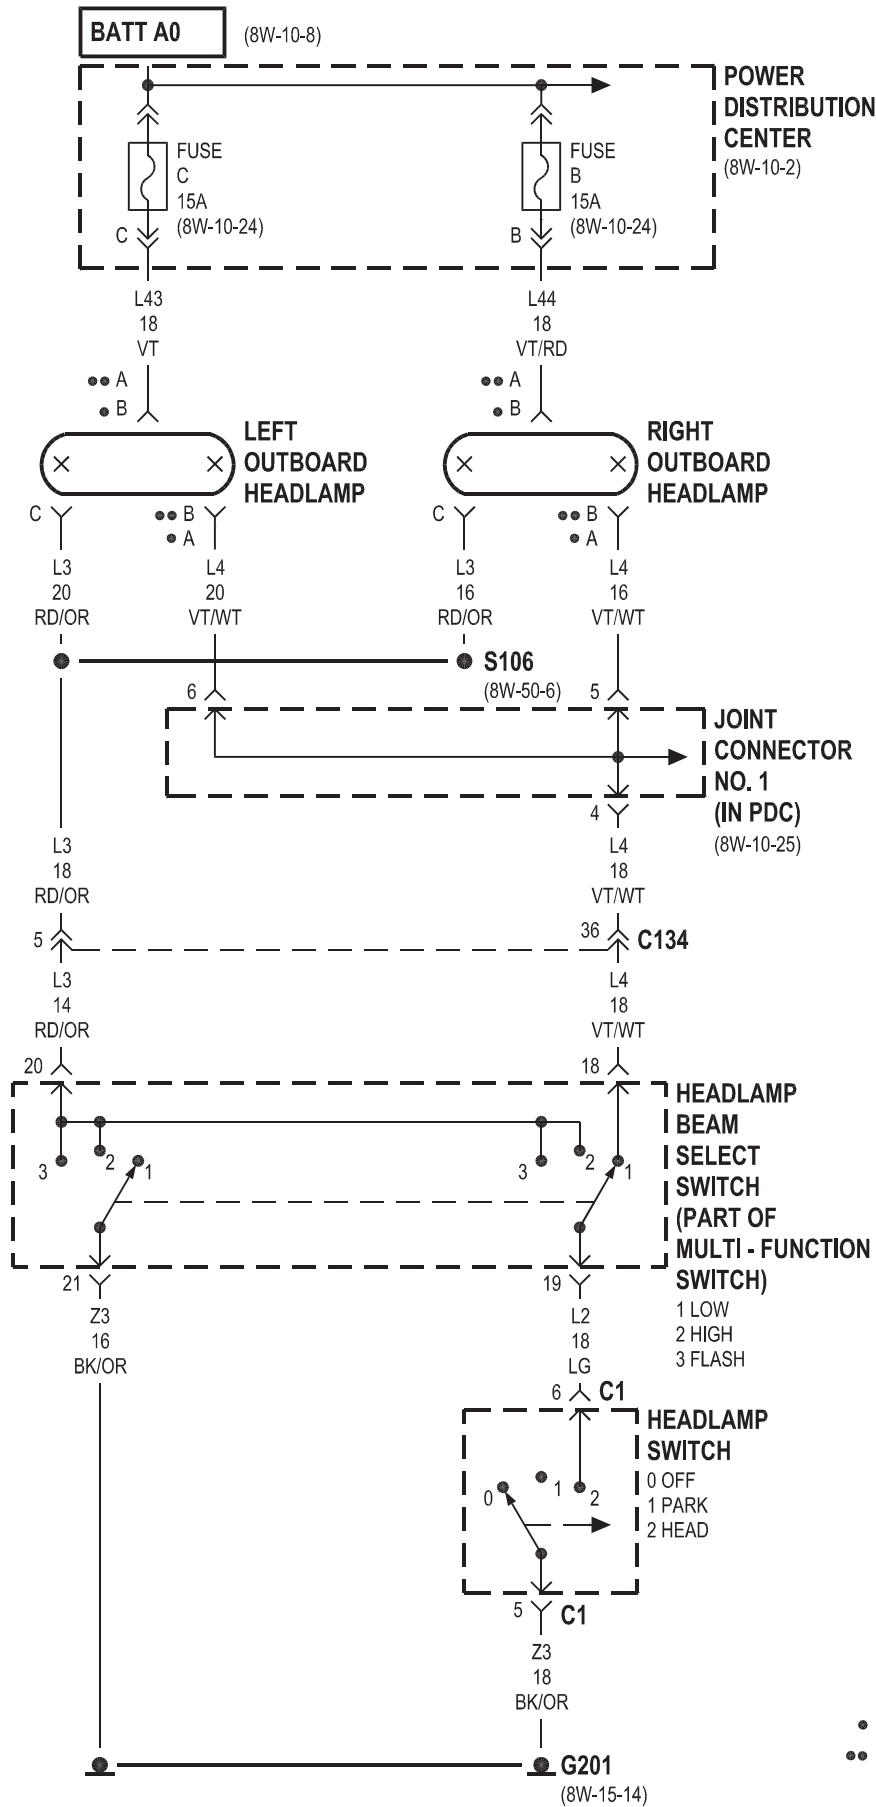 BATT A0 (8W-10-8)
POWER
DISTRIBUTION
CENTER
(8W-10-2)
FUSE
C
15A
(8W-10-24)
C
FUSE
B
15A
(8W-10-24)
B
L43
18
VT
L44
18
VT/RD
A
B
A
B
LEFT
OUTBOARD
HEADLAMP
RIGHT
OUTBOARD
HEADLAMP
C
B
A
C
B
A
L3
20
RD/OR
L4
20
VT/WT
L3
16
RD/OR
L4
16
VT/WT
S106
(8W-50-6)
6
5
JOINT
CONNECTOR
NO. 1
(IN PDC)
(8W-10-25)
4
L3
18
RD/OR
L4
18
VT/WT
5
36
C134
L3
14
RD/OR
L4
18
VT/WT
20
18
HEADLAMP
BEAM
SELECT
SWITCH
(PART OF
MULTI - FUNCTION
SWITCH)
1 LOW
2 HIGH
3 FLASH
3 2 1
3 2 1
21
19
Z3
16
BK/OR
L2
18
LG
6 C1
HEADLAMP
SWITCH
0 OFF
1 PARK
2 HEAD
0 1 2
5 C1
Z3
18
BK/OR
G201
(8W-15-14)